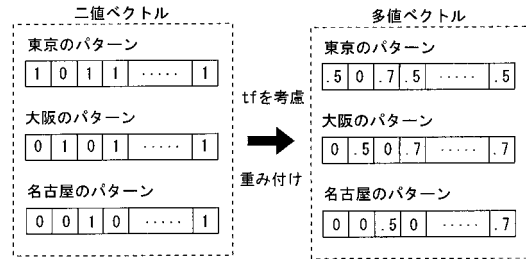 二値ベクトル
東京のパターン
1 0 1 1 ····· 1
大阪のパターン
0 1 0 1 ····· 1
名古屋のパターン
0 0 1 0 ····· 1
tfを考慮
重み付け
多値ベクトル
東京のパターン
.5 0 .7 .5 ····· .5
大阪のパターン
0 .5 0 .7 ····· .7
名古屋のパターン
0 0 .5 0 ····· .7